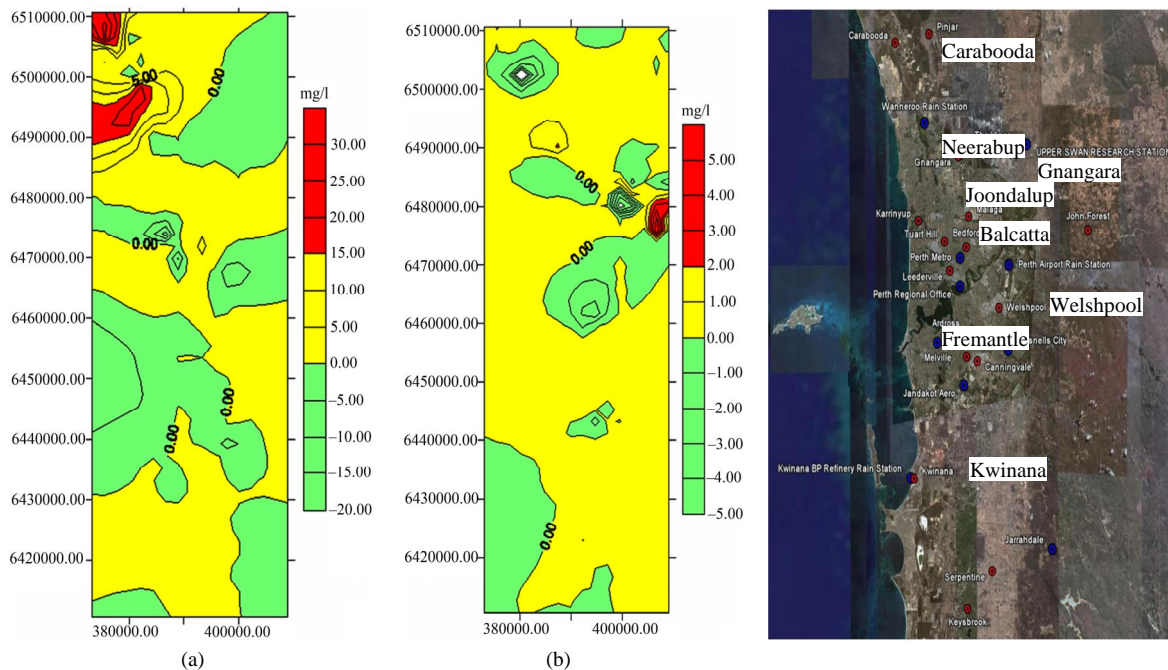 6510000.00
6500000.00
6490000.00
6480000.00
6470000.00
6460000.00
6450000.00
6440000.00
6430000.00
6420000.00
380000.00
400000.00
5.00
0.00
0.00
0.00
0.00
mg/l
30.00
25.00
20.00
15.00
10.00
5.00
0.00
–5.00
–10.00
–15.00
–20.00
(a)
6510000.00
6500000.00
6490000.00
6480000.00
6470000.00
6460000.00
6450000.00
6440000.00
6430000.00
6420000.00
380000.00
400000.00
0.00
0.00
0.00
mg/l
5.00
4.00
3.00
2.00
1.00
0.00
–1.00
–2.00
–3.00
–4.00
–5.00
(b)
Pinjar
Carabooda
Carabooda
Wanneroo Rain Station
Neerabup
UPPER SWAN RESEARCH STATION
Gnangara
Gnangara
Joondalup
Malaga
Karrinyup
John Forest
Tuart Hill
Bedford
Balcatta
Perth Metro
Perth Airport Rain Station
Leederville
Perth Regional Office
Welshpool
Welshpool
Fremantle
Melville
Canningvale
Jandakot Aero
Kwinana BP Refinery Rain Station
Kwinana
Kwinana
Jarrahdale
Serpentine
Keysbrook